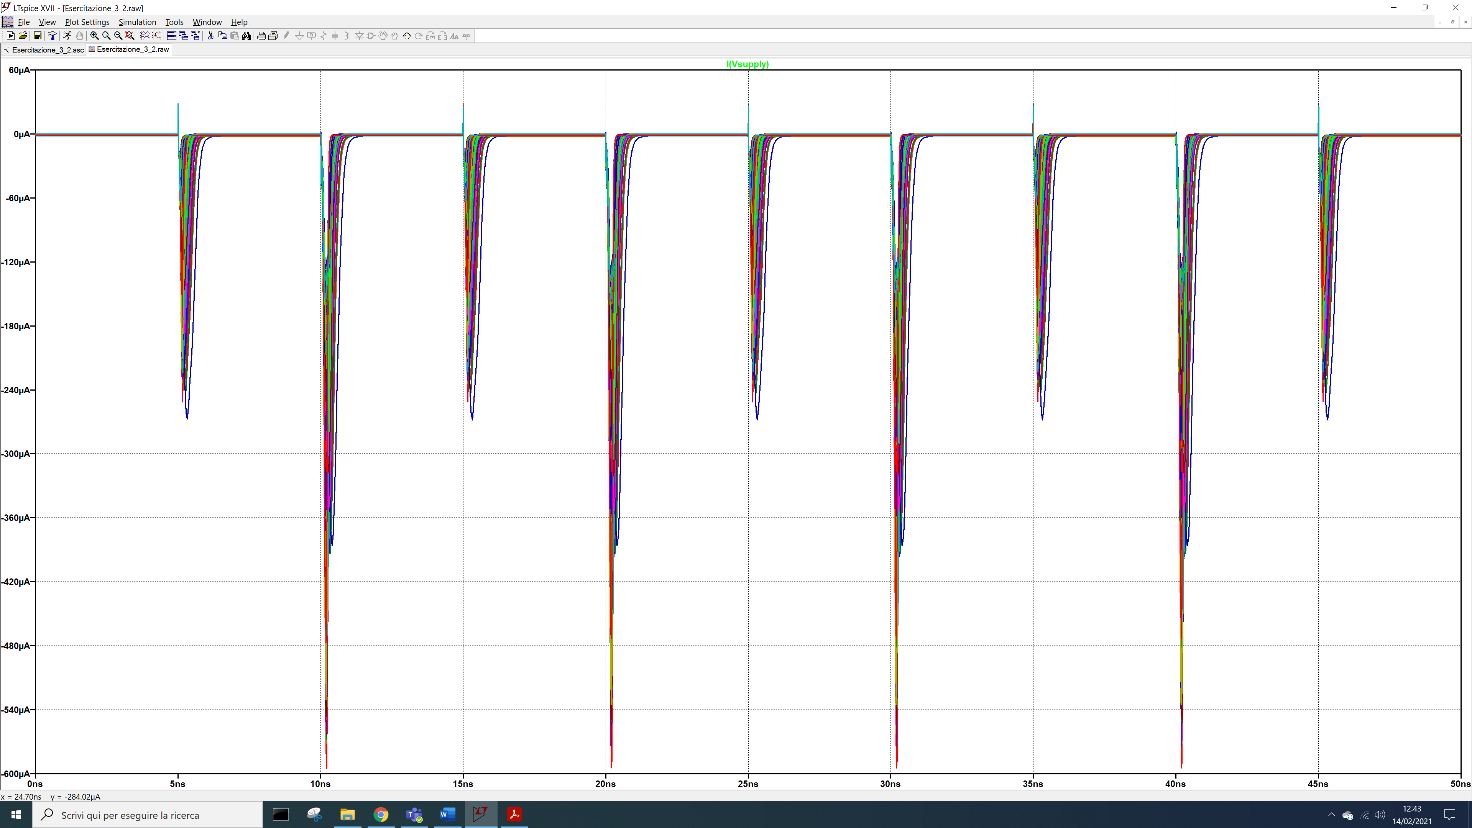 LTspice XVII - [Esercitazione_3_2.raw]
File View Plot Settings Simulation Tools Window Help
Esercitazione_3_2.asc Esercitazione_3_2.raw
I(Vsupply)
60µA
0µA
-60µA
-120µA
-180µA
-240µA
-300µA
-360µA
-420µA
-480µA
-540µA
-600µA
0ns 5ns 10ns 15ns 20ns 25ns 30ns 35ns 40ns 45ns 50ns
x = 24.70ns y = -284.02µA
Scrivi qui per eseguire la ricerca
12:43
14/02/2021